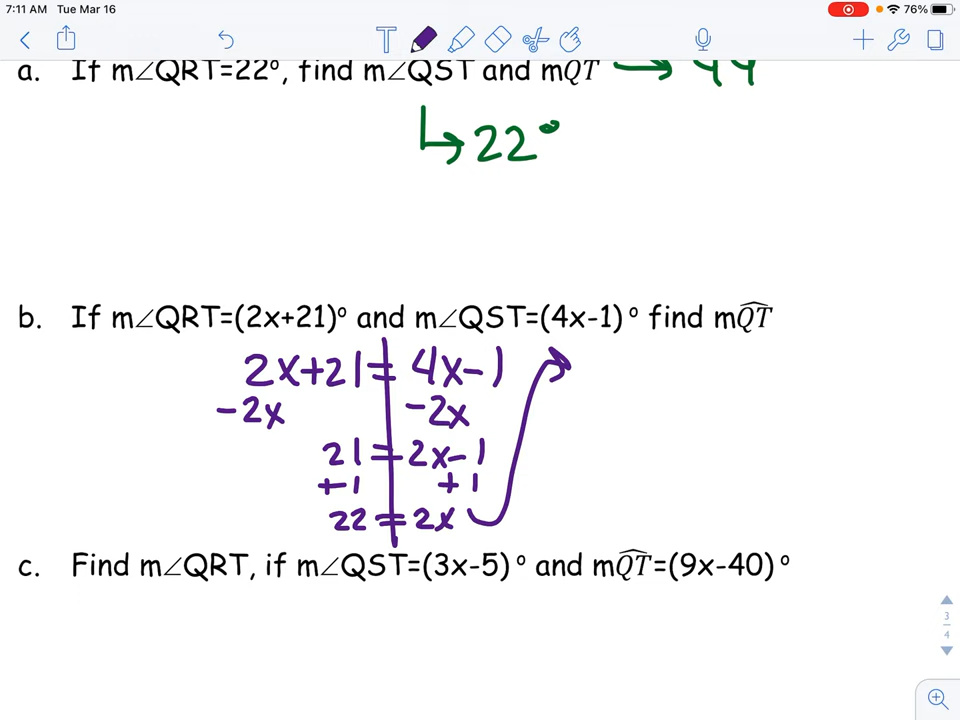 7:11 AM Tue Mar 16 76%
T
a. If m∠QRT=22°, find m∠QST and mQT → 44
↳ 22°
b. If m∠QRT=(2x+21)° and m∠QST=(4x-1)° find mQT
2x+21 = 4x-1
-2x -2x
21 = 2x-1
+1 +1
22 = 2x
c. Find m∠QRT, if m∠QST=(3x-5)° and mQT=(9x-40)°
3
4